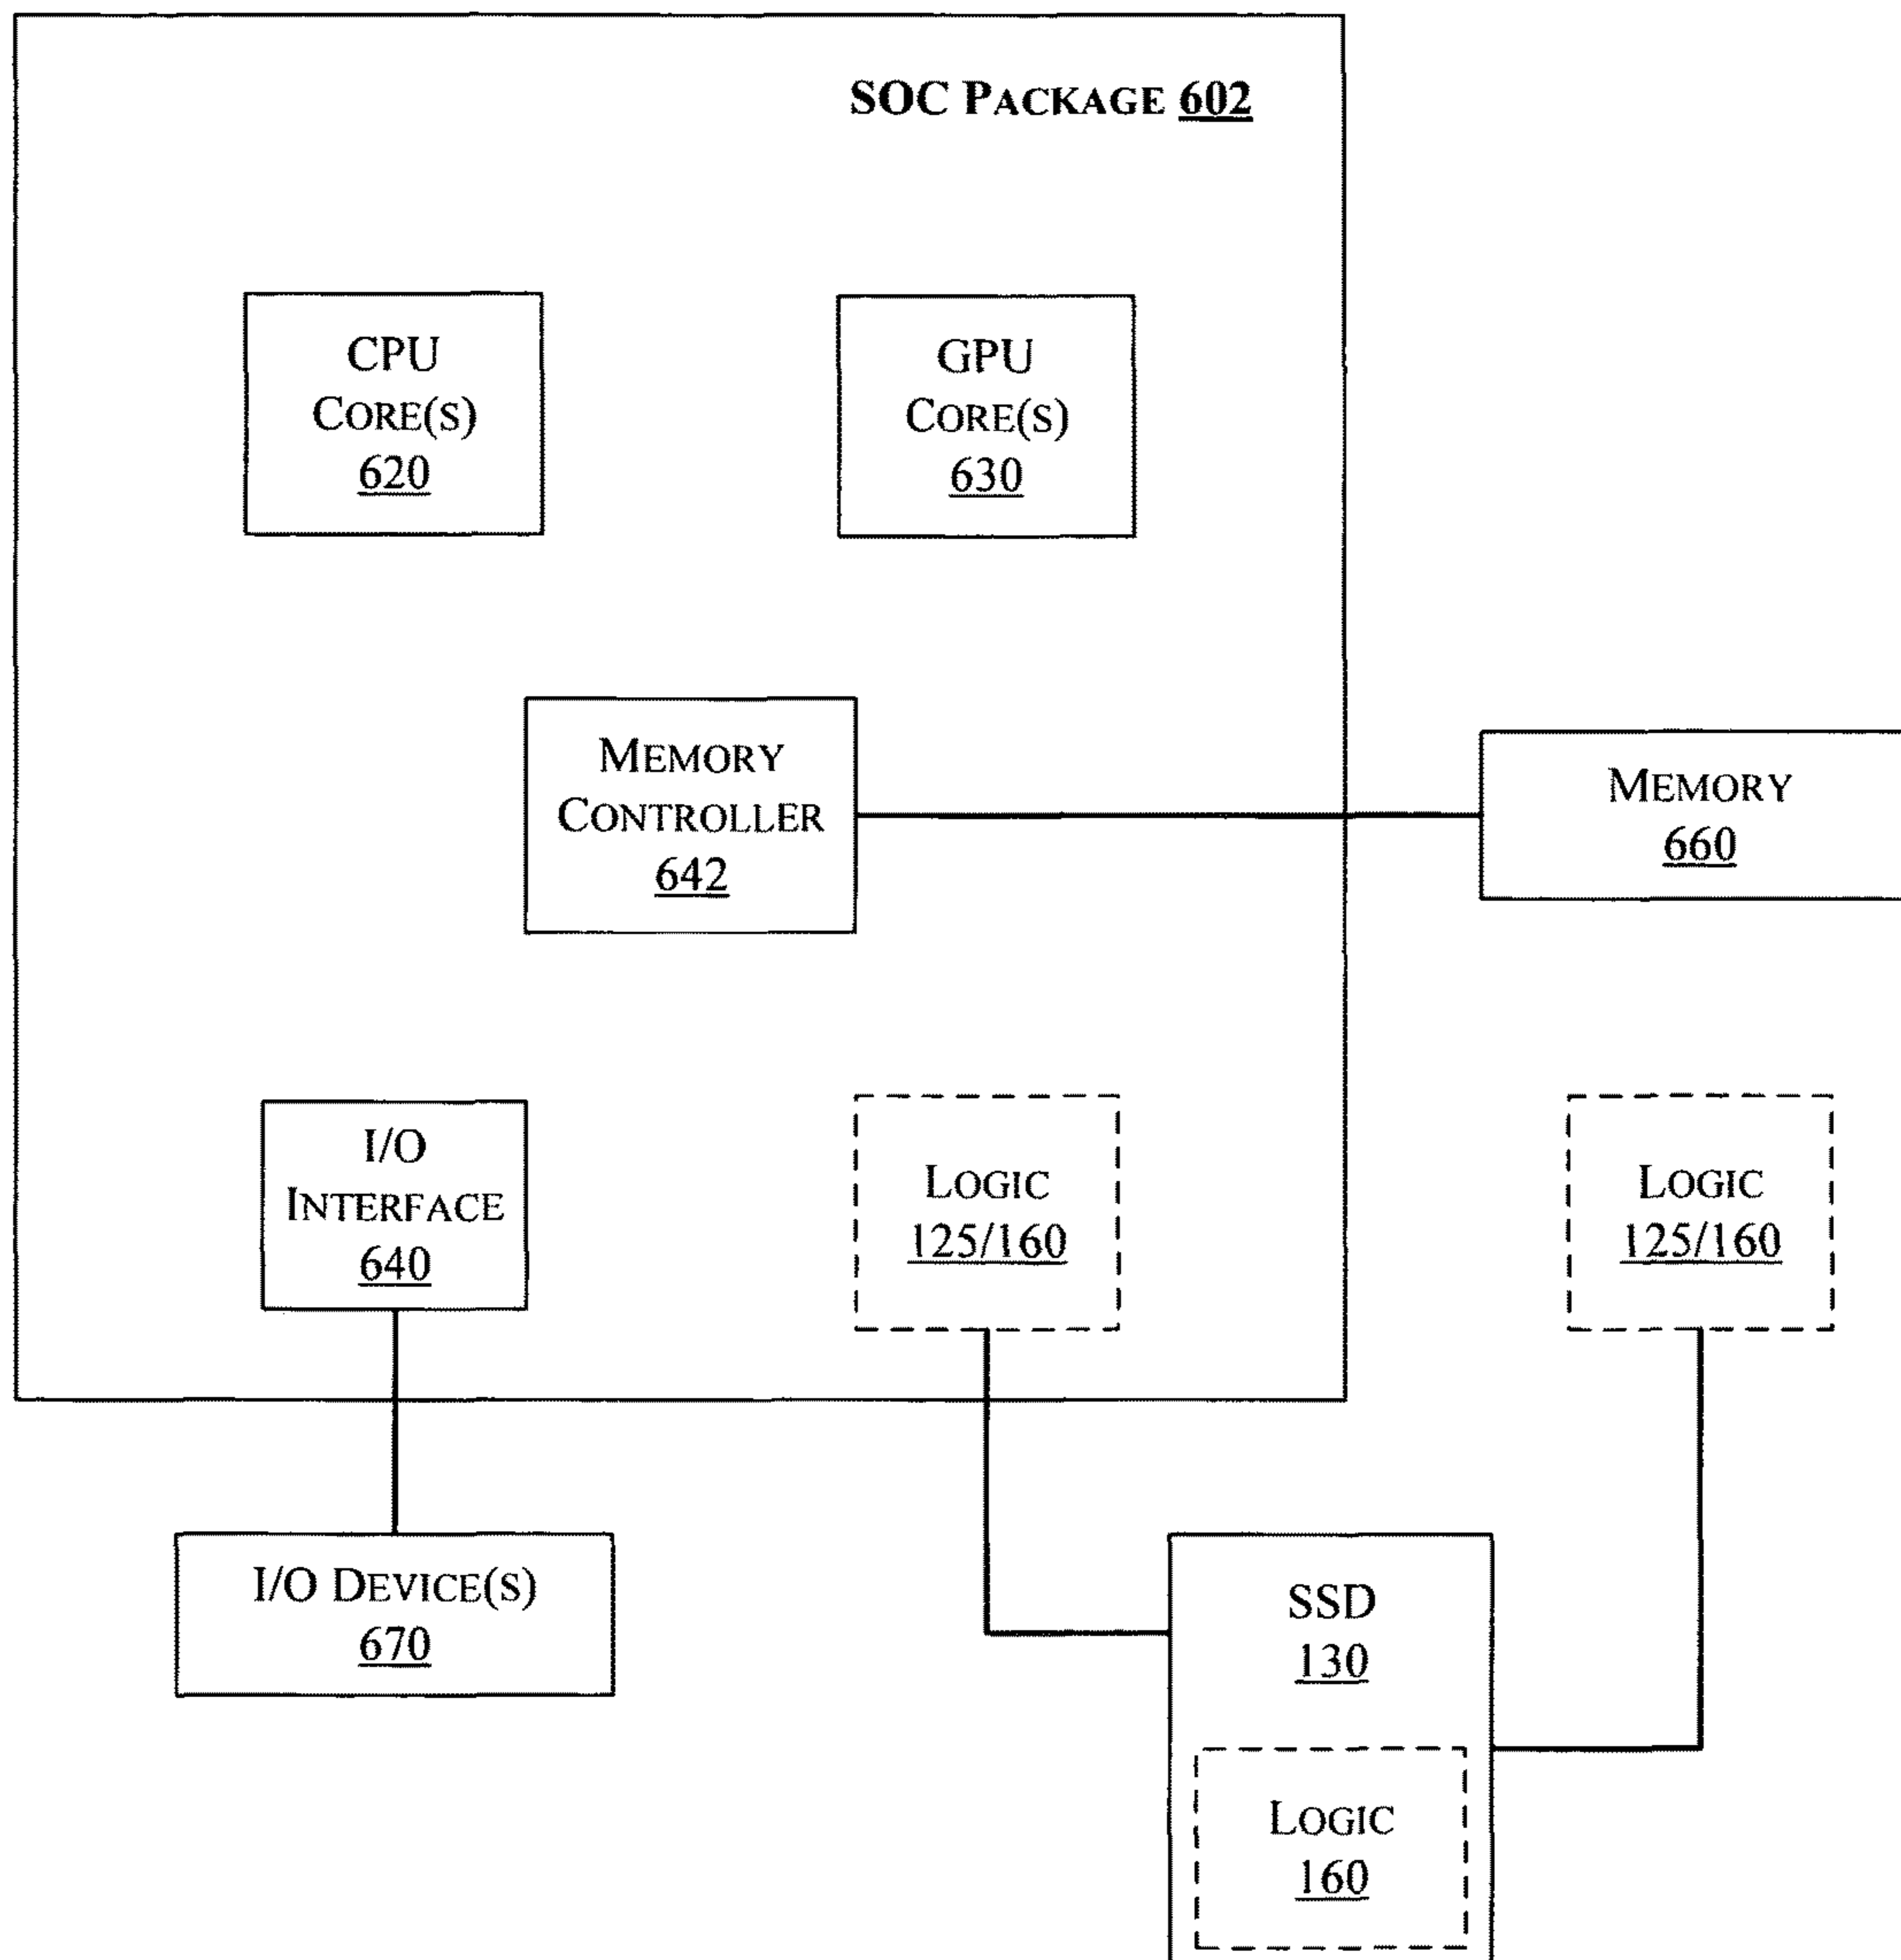 SOC PACKAGE 602
CPU
CORE(S)
620
GPU
CORE(S)
630
MEMORY
CONTROLLER
642
MEMORY
660
I/O
INTERFACE
640
LOGIC
125/160
LOGIC
125/160
I/O DEVICE(S)
670
SSD
130
LOGIC
160